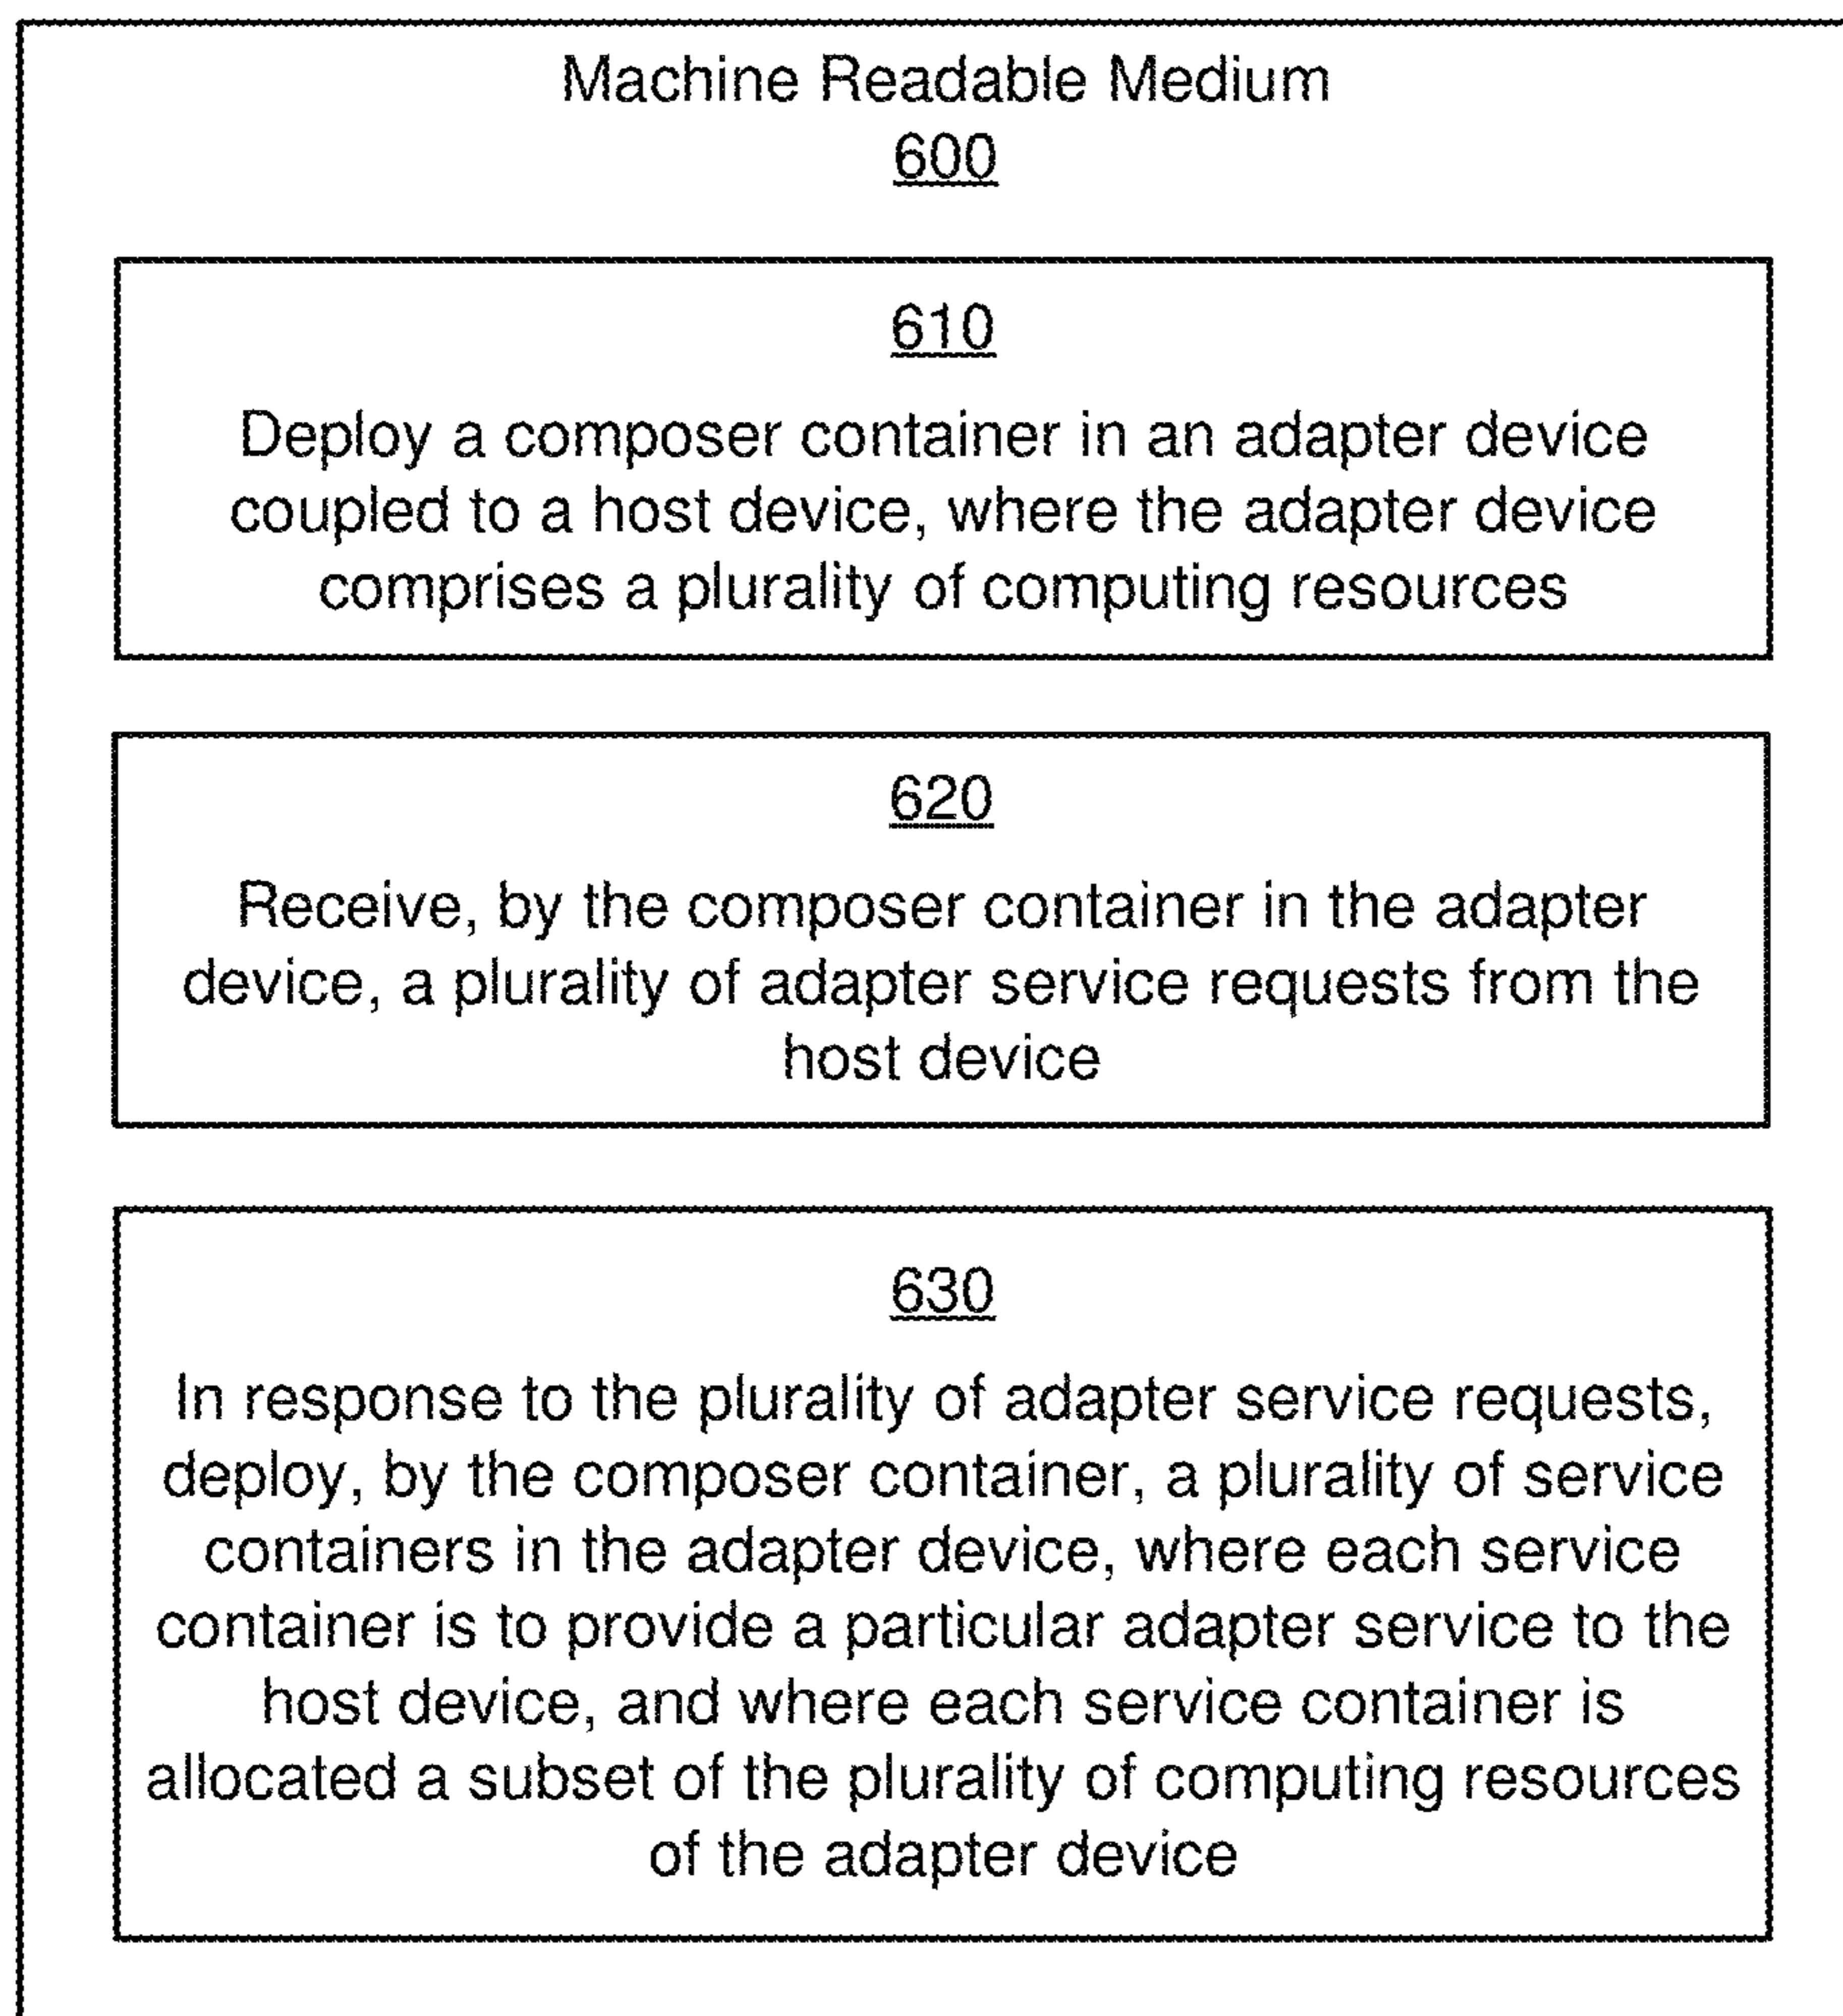 Machine Readable Medium
600
610
Deploy a composer container in an adapter device
coupled to a host device, where the adapter device
comprises a plurality of computing resources
620
Receive, by the composer container in the adapter
device, a plurality of adapter service requests from the
host device
630
In response to the plurality of adapter service requests,
deploy, by the composer container, a plurality of service
containers in the adapter device, where each service
container is to provide a particular adapter service to the
host device, and where each service container is
allocated a subset of the plurality of computing resources
of the adapter device